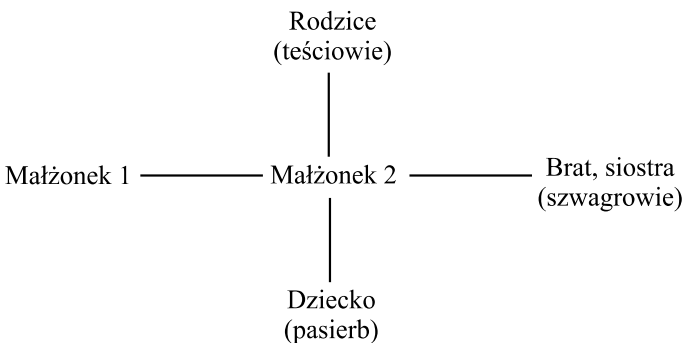 Rodzice
(teściowie)
Małżonek 1
Małżonek 2
Brat, siostra
(szwagrowie)
Dziecko
(pasierb)